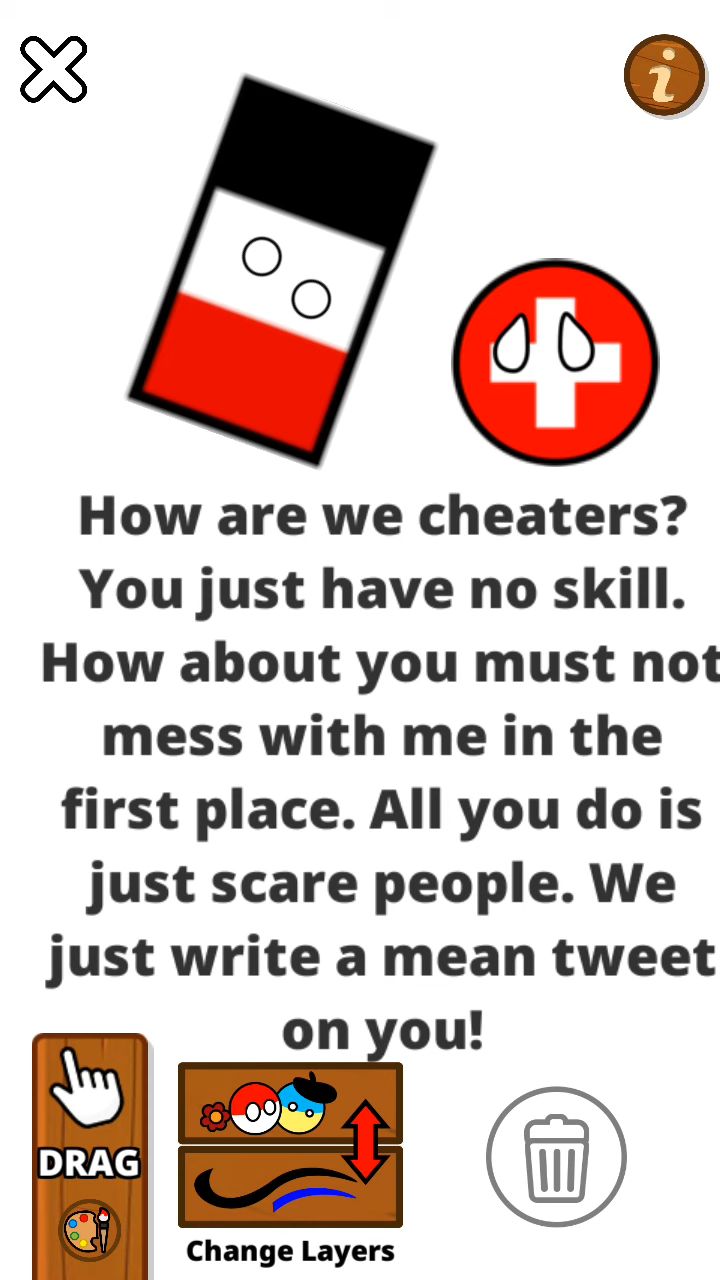 How are we cheaters?
You just have no skill.
How about you must not
mess with me in the
first place. All you do is
just scare people. We
just write a mean tweet
on you!
DRAG
Change Layers